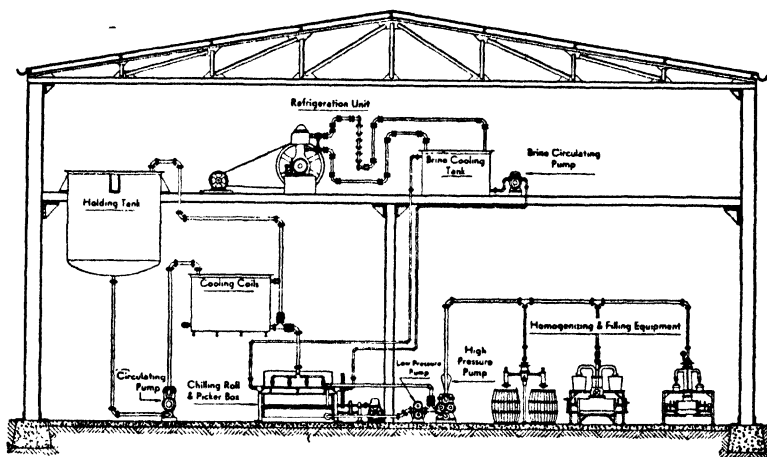 Refrigeration Unit
Brine Cooling
Tank
Brine Circulating
Pump
Holding Tank
Cooling Coils
Homogenizing & Filling Equipment
Circulating
Pump
Chilling Roll
& Picker Box
Low Pressure
Pump
High
Pressure
Pump